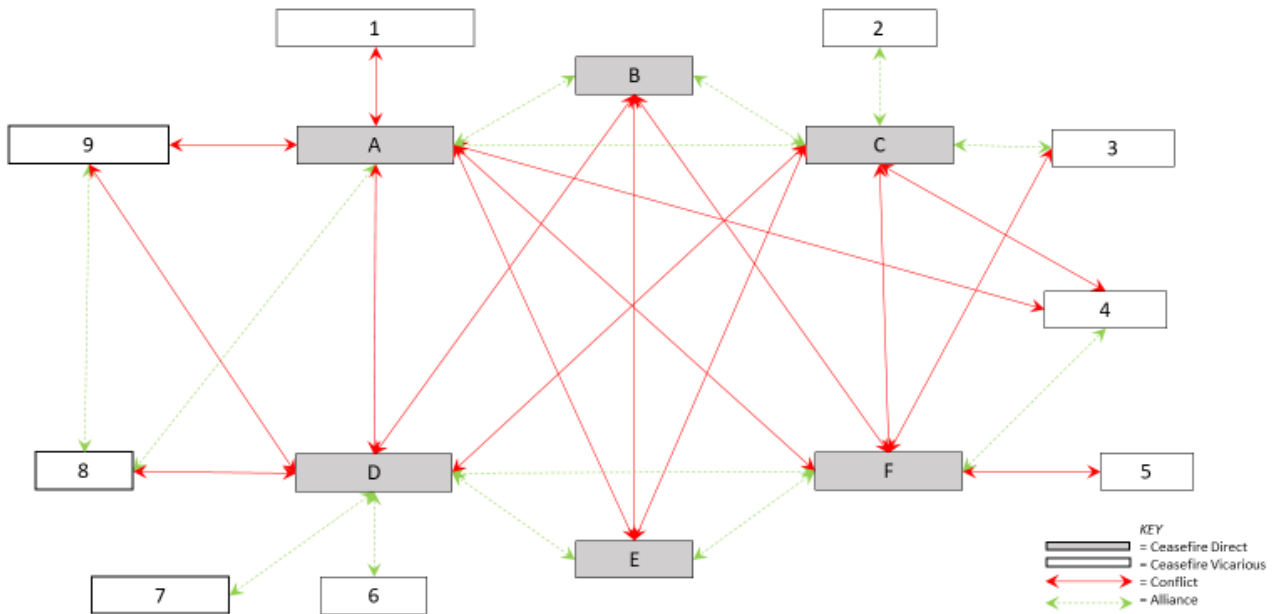 1
2
B
9
A
C
3
4
8
D
F
5
E
7
6
KEY
= Ceasefire Direct
= Ceasefire Vicarious
= Conflict
= Alliance